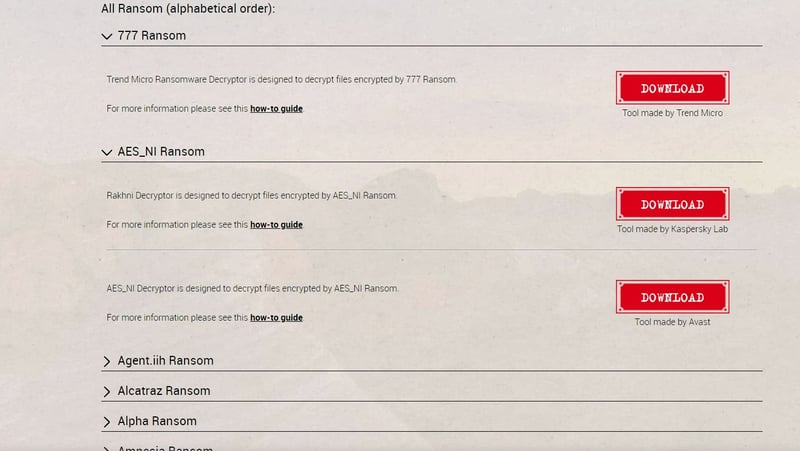 All Ransom (alphabetical order):
777 Ransom
Trend Micro Ransomware Decryptor is designed to decrypt files encrypted by 777 Ransom.
For more information please see this how-to guide.
DOWNLOAD
Tool made by Trend Micro
AES_NI Ransom
Rakhni Decryptor is designed to decrypt files encrypted by AES_NI Ransom.
For more information please see this how-to guide.
DOWNLOAD
Tool made by Kaspersky Lab
AES_NI Decryptor is designed to decrypt files encrypted by AES_NI Ransom.
For more information please see this how-to guide.
DOWNLOAD
Tool made by Avast
Agent.iih Ransom
Alcatraz Ransom
Alpha Ransom
Amnesia Ransom